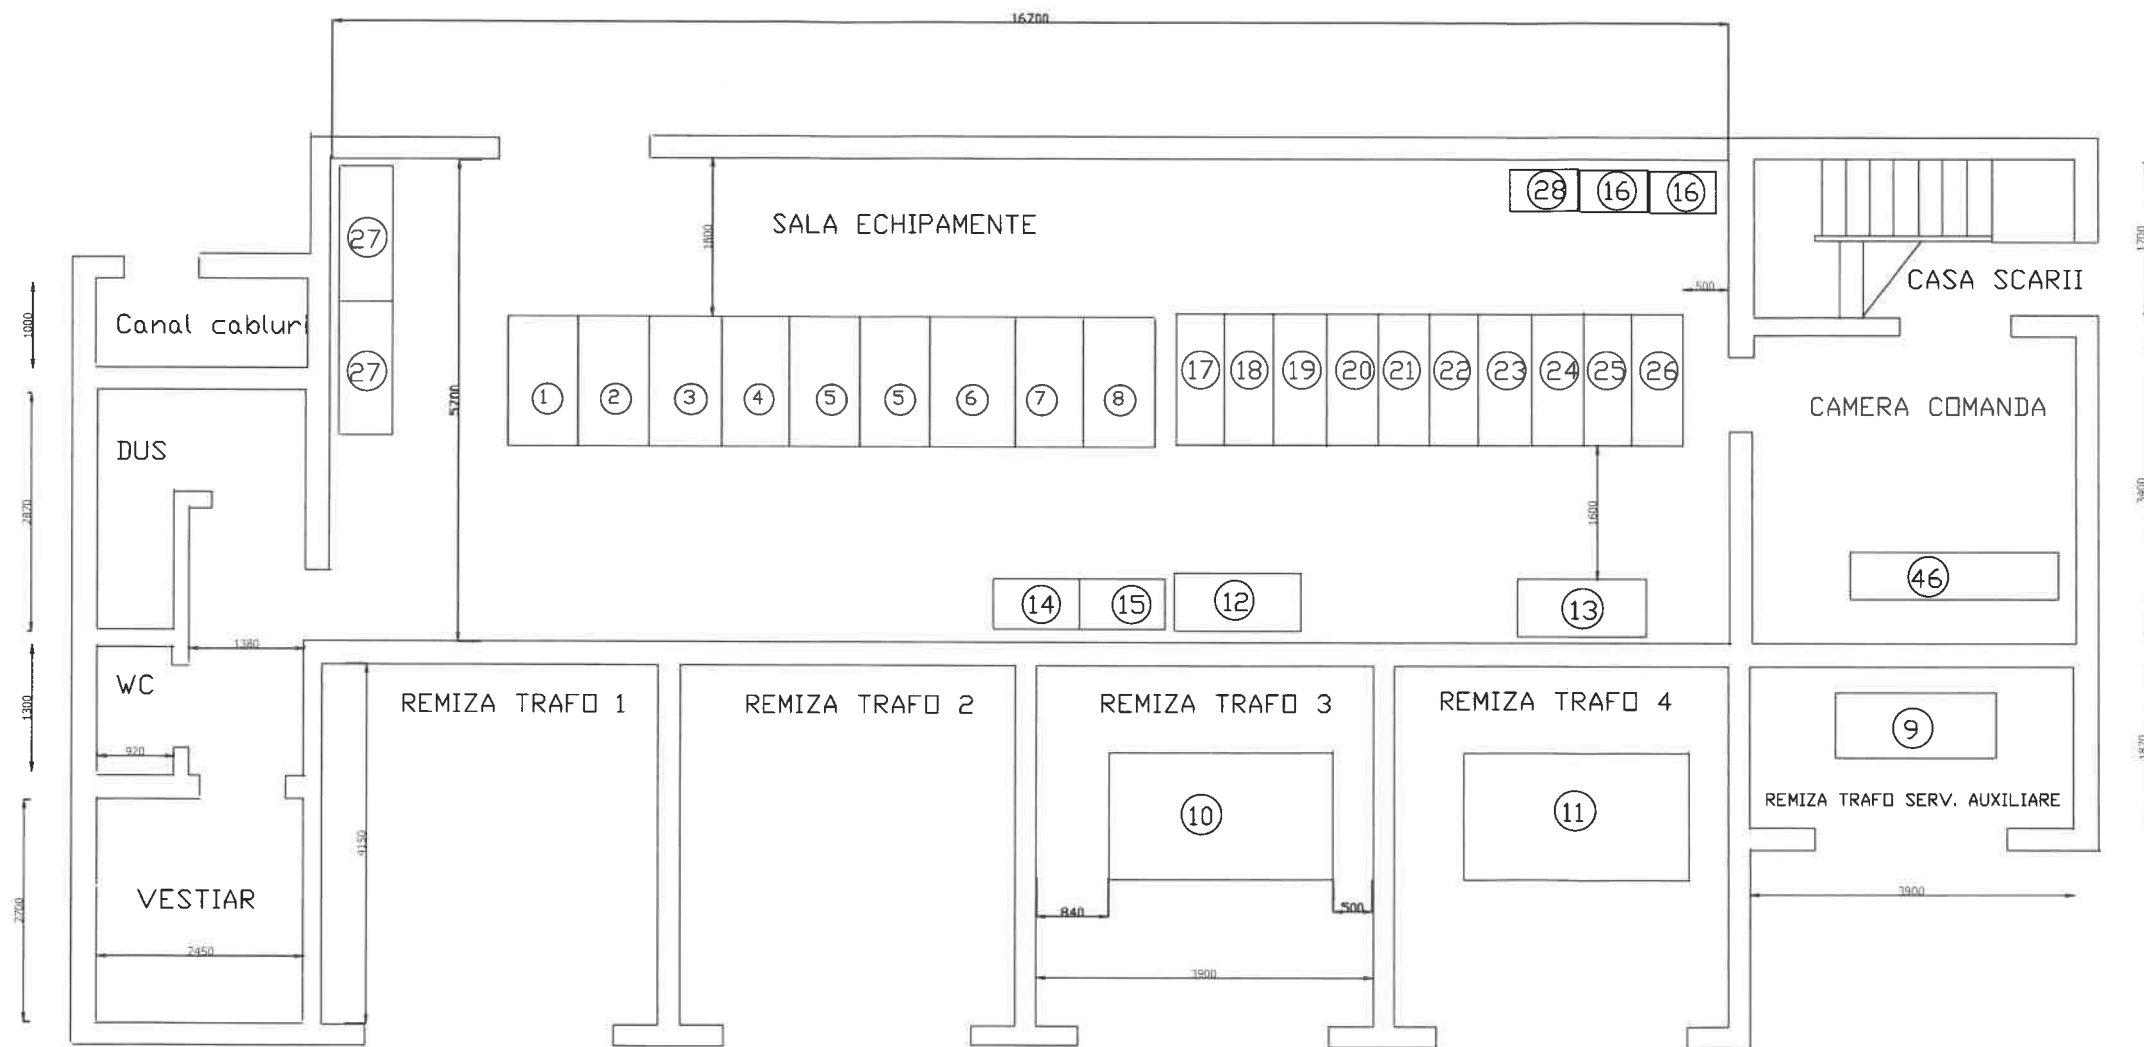 16700
28 16 16
SALA ECHIPAMENTE
1800
27
1700
CASA SCARII
500
Canal cabluri
1000
27
1 2 3 4 5 5 6 7 8
17 18 19 20 21 22 23 24 25 26
5700
CAMERA COMANDA
DUS
2870
1600
3400
46
14 15 12 13
1380
WC
1300
REMIZA TRAFO 1
REMIZA TRAFO 2
REMIZA TRAFO 3
REMIZA TRAFO 4
9
920
1870
REMIZA TRAFO SERV. AUXILIARE
10
11
4150
VESTIAR
2700
840
500
3900
2450
3900